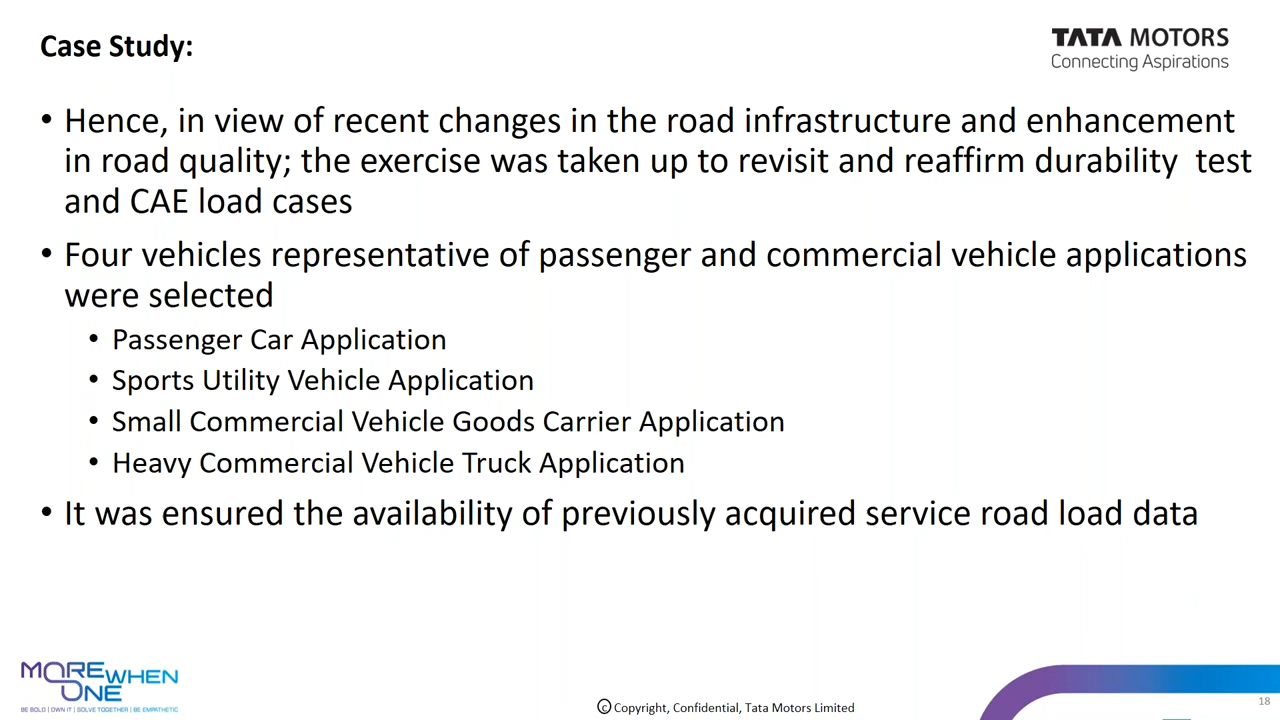 Case Study:
TATA MOTORS
Connecting Aspirations
• Hence, in view of recent changes in the road infrastructure and enhancement
in road quality; the exercise was taken up to revisit and reaffirm durability  test
and CAE load cases
• Four vehicles representative of passenger and commercial vehicle applications
were selected
• Passenger Car Application
• Sports Utility Vehicle Application
• Small Commercial Vehicle Goods Carrier Application
• Heavy Commercial Vehicle Truck Application
• It was ensured the availability of previously acquired service road load data
MORE WHEN
ONE
BE BOLD | OWN IT | SOLVE TOGETHER | BE EMPATHETIC
© Copyright, Confidential, Tata Motors Limited
18